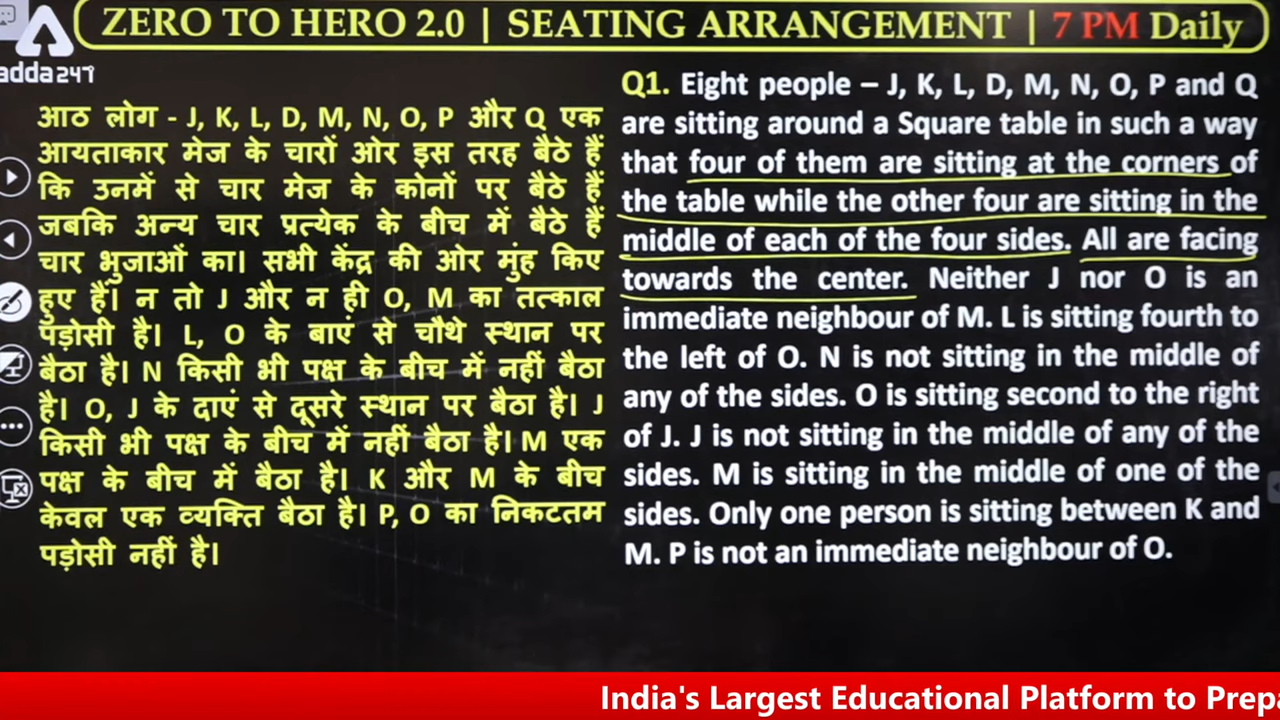 ZERO TO HERO 2.0 | SEATING ARRANGEMENT | 7 PM Daily
adda247
आठ लोग - J, K, L, D, M, N, O, P और Q एक
आयताकार मेज के चारों ओर इस तरह बैठे हैं
कि उनमें से चार मेज के कोनों पर बैठे हैं
जबकि अन्य चार प्रत्येक के बीच में बैठे हैं
चार भुजाओं का। सभी केंद्र की ओर मुंह किए
हुए हैं। न तो J और न ही O, M का तत्काल
पड़ोसी है। L, O के बाएं से चौथे स्थान पर
बैठा है। N किसी भी पक्ष के बीच में नहीं बैठा
है। O, J के दाएं से दूसरे स्थान पर बैठा है। J
किसी भी पक्ष के बीच में नहीं बैठा है। M एक
पक्ष के बीच में बैठा है। K और M के बीच
केवल एक व्यक्ति बैठा है। P, O का निकटतम
पड़ोसी नहीं है।
Q1. Eight people – J, K, L, D, M, N, O, P and Q
are sitting around a Square table in such a way
that four of them are sitting at the corners of
the table while the other four are sitting in the
middle of each of the four sides. All are facing
towards the center. Neither J nor O is an
immediate neighbour of M. L is sitting fourth to
the left of O. N is not sitting in the middle of
any of the sides. O is sitting second to the right
of J. J is not sitting in the middle of any of the
sides. M is sitting in the middle of one of the
sides. Only one person is sitting between K and
M. P is not an immediate neighbour of O.
India's Largest Educational Platform to Prepa